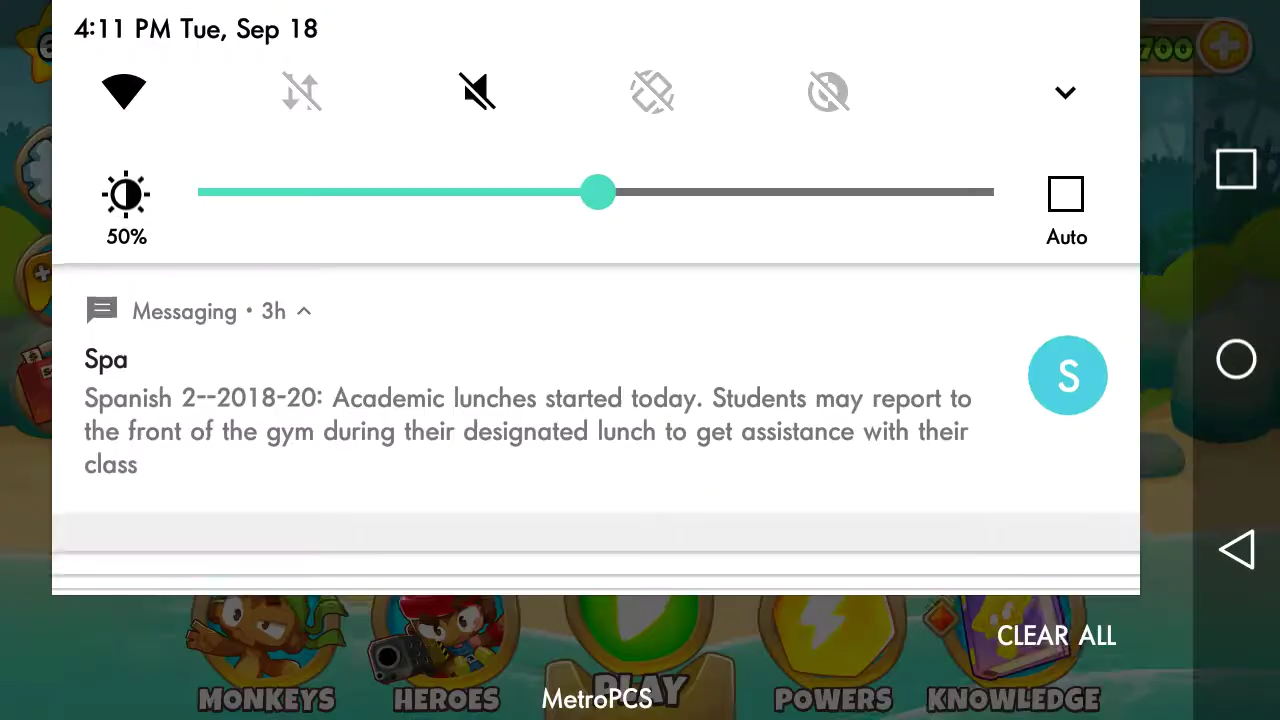 4:11 PM Tue, Sep 18
700
50%
Auto
Messaging • 3h
Spa
S
Spanish 2--2018-20: Academic lunches started today. Students may report to
the front of the gym during their designated lunch to get assistance with their
class
CLEAR ALL
MONKEYS
HEROES
PLAY
POWERS
KNOWLEDGE
MetroPCS